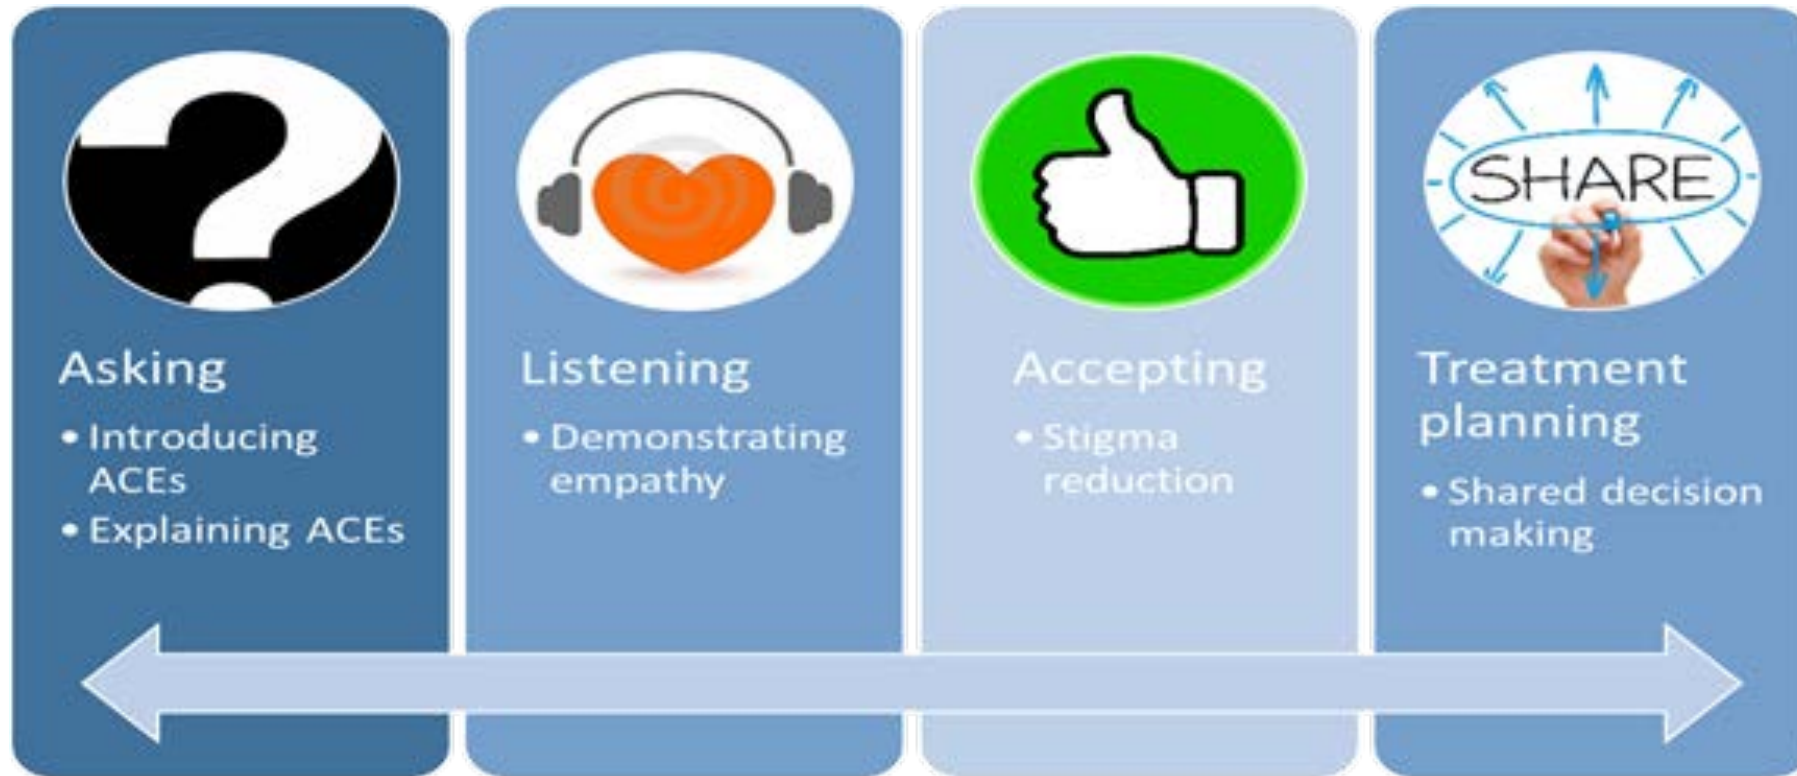 Asking
• Introducing
ACEs
• Explaining ACEs
Listening
• Demonstrating
empathy
Accepting
• Stigma
reduction
SHARE
Treatment
planning
• Shared decision
making